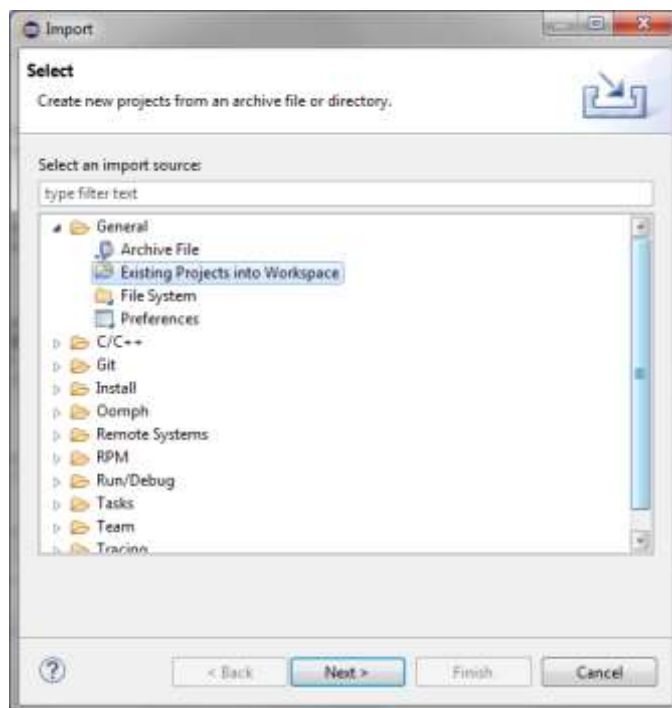 Import
Select
Create new projects from an archive file or directory.
Select an import source:
type filter text
General
Archive File
Existing Projects into Workspace
File System
Preferences
C/C++
Git
Install
Oomph
Remote Systems
RPM
Run/Debug
Tasks
Team
Tracing
< Back Next > Finish Cancel